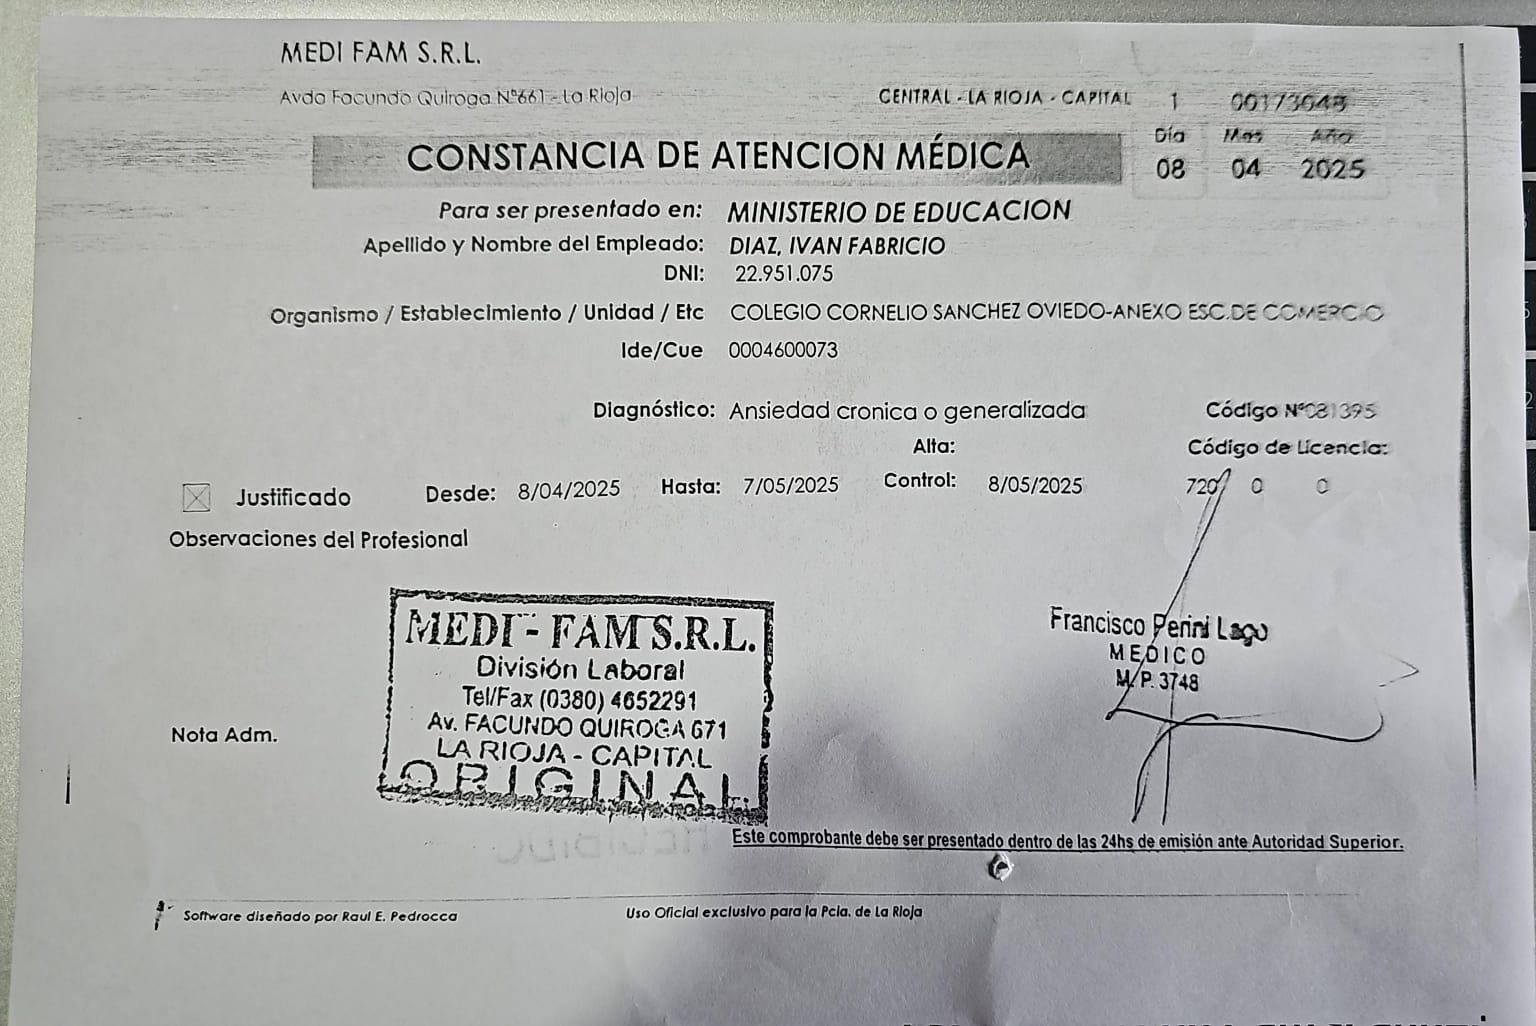 MEDI FAM S.R.L.
Avda Facundo Quiroga Nº661 - La Rioja
CENTRAL - LA RIOJA - CAPITAL 1 00173648
Día Mes Año
08 04 2025
CONSTANCIA DE ATENCION MÉDICA
Para ser presentado en: MINISTERIO DE EDUCACION
Apellido y Nombre del Empleado: DIAZ, IVAN FABRICIO
DNI: 22.951.075
Organismo / Establecimiento / Unidad / Etc COLEGIO CORNELIO SANCHEZ OVIEDO-ANEXO ESC.DE COMERCIO
Ide/Cue 0004600073
Diagnóstico: Ansiedad cronica o generalizada Código Nº081395
Alta: Código de Licencia:
Justificado Desde: 8/04/2025 Hasta: 7/05/2025 Control: 8/05/2025 720 0 0
Observaciones del Profesional
MEDI - FAM S.R.L.
División Laboral
Tel/Fax (0380) 4652291
Av. FACUNDO QUIROGA 671
LA RIOJA - CAPITAL
ORIGINAL
Francisco Perini Lago
MEDICO
M.P. 3748
Nota Adm.
Este comprobante debe ser presentado dentro de las 24hs de emisión ante Autoridad Superior.
Software diseñado por Raul E. Pedrocca
Uso Oficial exclusivo para la Pcia. de La Rioja